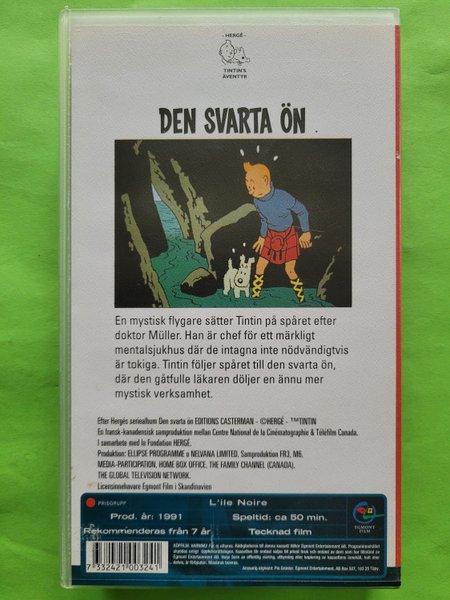 - HERGÉ -
TINTIN'S
ÄVENTYR
DEN SVARTA ÖN
En mystisk flygare sätter Tintin på spåret efter
doktor Müller. Han är chef för ett märkligt
mentalsjukhus där de intagna inte nödvändigtvis
är tokiga. Tintin följer spåret till den svarta ön,
där den gåtfulle läkaren döljer en ännu mer
mystisk verksamhet.
Efter Hergés seriealbum Den svarta ön EDITIONS CASTERMAN - ©HERGÉ - ™TINTIN
En fransk-kanadensisk samproduktion mellan Centre National de la Cinématographie & Téléfilm Canada.
I samarbete med la Fondation HERGÉ.
Produktion: ELLIPSE PROGRAMME o NELVANA LIMITED. Samproduktion FR3, M6.
MEDIA-PARTICIPATION, HOME BOX OFFICE, THE FAMILY CHANNEL (CANADA).
THE GLOBAL TELEVISION NETWORK.
Licensinnehavare Egmont Film i Skandinavien
PRISGRUPP
L'ile Noire
Prod. år: 1991
Speltid: ca 50 min.
Rekommenderas från 7 år.
Tecknad film
EGMONT
FILM
7 332421 003241 >